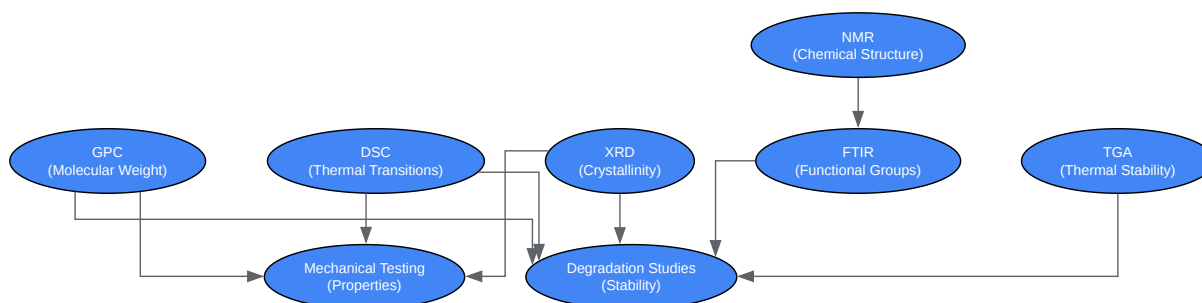 NMR
(Chemical Structure)
GPC
(Molecular Weight)
DSC
(Thermal Transitions)
XRD
(Crystallinity)
FTIR
(Functional Groups)
TGA
(Thermal Stability)
Mechanical Testing
(Properties)
Degradation Studies
(Stability)